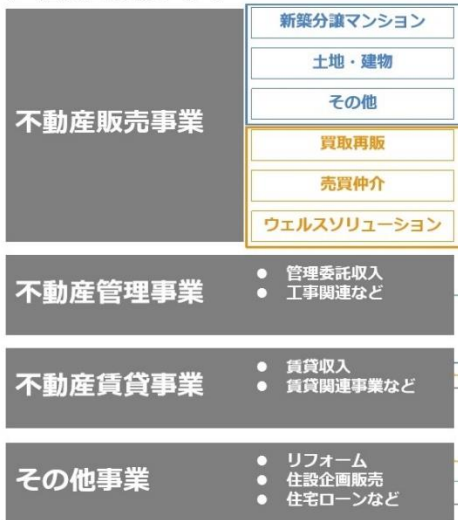 不動産販売事業
新築分譲マンション
土地・建物
その他
買取再販
売買仲介
ウェルスソリューション
不動産管理事業
● 管理委託収入
● 工事関連など
不動産賃貸事業
● 賃貸収入
● 賃貸関連事業など
その他事業
● リフォーム
● 住設企画販売
● 住宅ローンなど